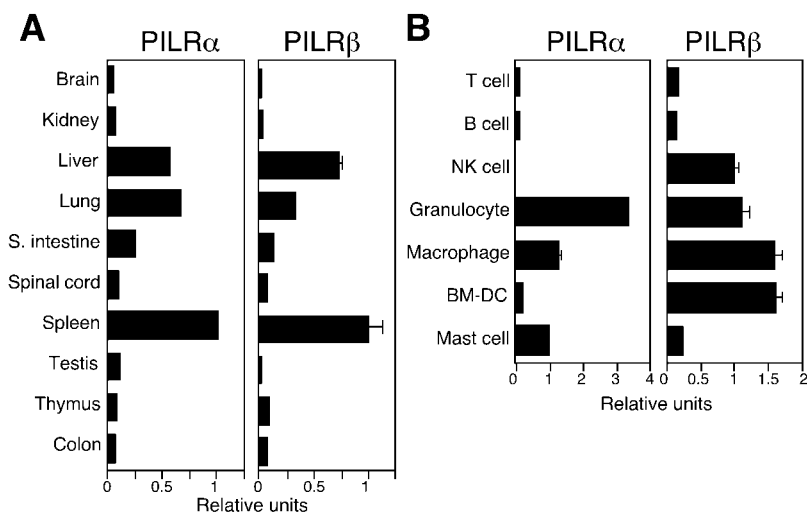 A
PILRα
PILRβ
Brain
Kidney
Liver
Lung
S. intestine
Spinal cord
Spleen
Testis
Thymus
Colon
0 0.5 1
0 0.5 1
Relative units
B
PILRα
PILRβ
T cell
B cell
NK cell
Granulocyte
Macrophage
BM-DC
Mast cell
0 1 2 3 4
0 0.5 1 1.5 2
Relative units